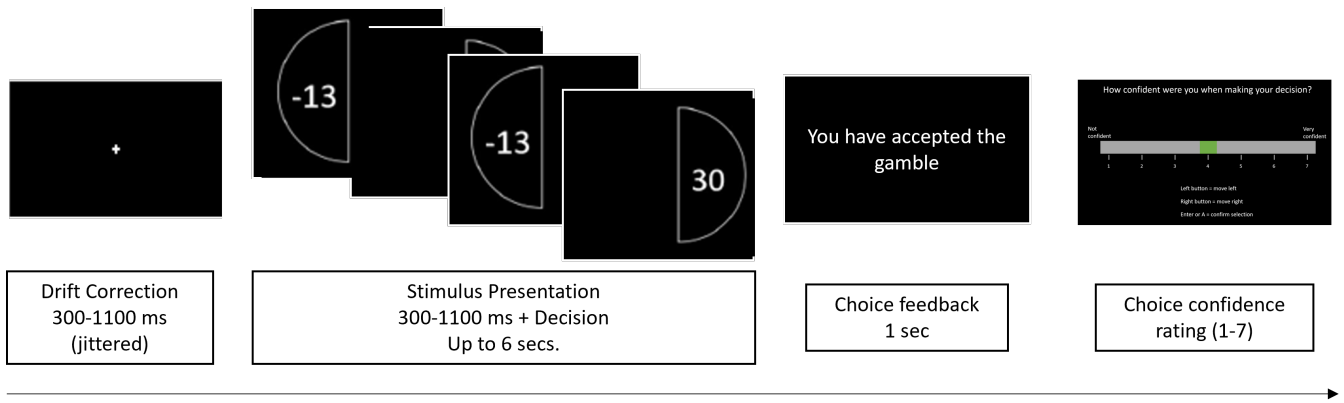 +
-13
-13
30
You have accepted the
gamble
How confident were you when making your decision?
Not
confident
Very
confident
1 2 3 4 5 6 7
Left button = move left
Right button = move right
Enter or A = confirm selection
Drift Correction
300-1100 ms
(jittered)
Stimulus Presentation
300-1100 ms + Decision
Up to 6 secs.
Choice feedback
1 sec
Choice confidence
rating (1-7)